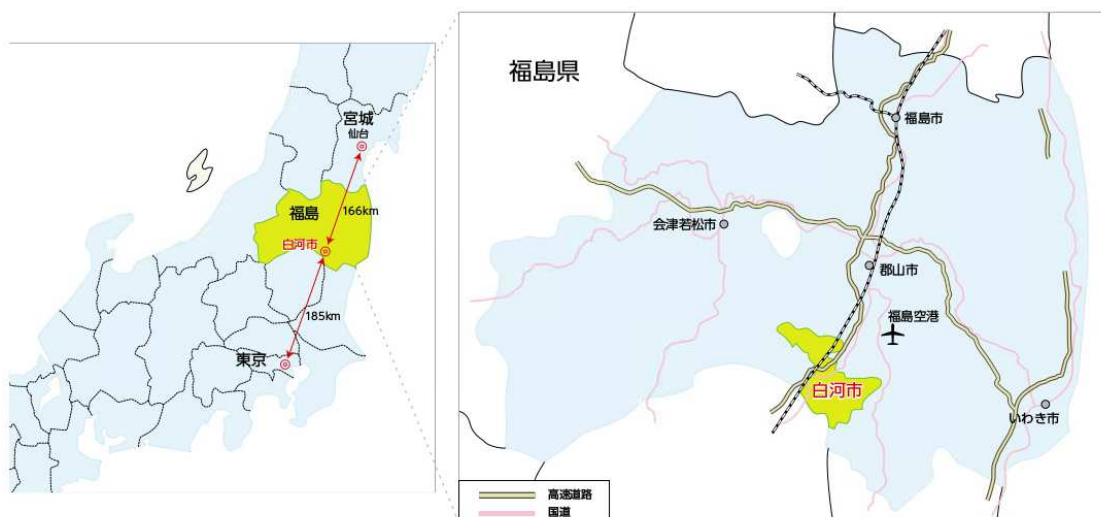 宮城
仙台
福島
166km
白河市
185km
東京
福島県
福島市
会津若松市
郡山市
福島空港
白河市
いわき市
高速道路
国道